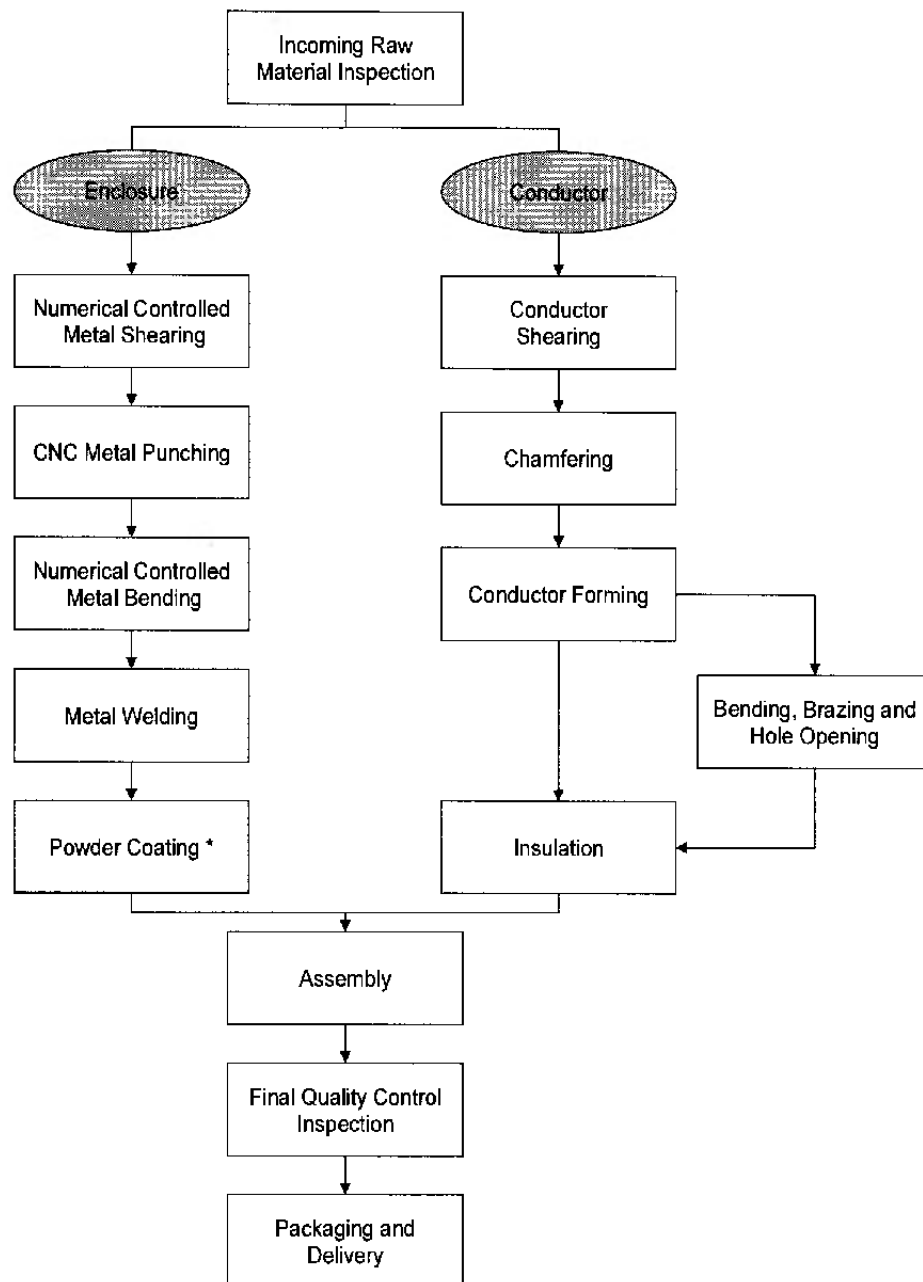 Incoming Raw
Material Inspection
Enclosure
Conductor
Numerical Controlled
Metal Shearing
Conductor
Shearing
CNC Metal Punching
Chamfering
Numerical Controlled
Metal Bending
Conductor Forming
Metal Welding
Bending, Brazing and
Hole Opening
Powder Coating *
Insulation
Assembly
Final Quality Control
Inspection
Packaging and
Delivery